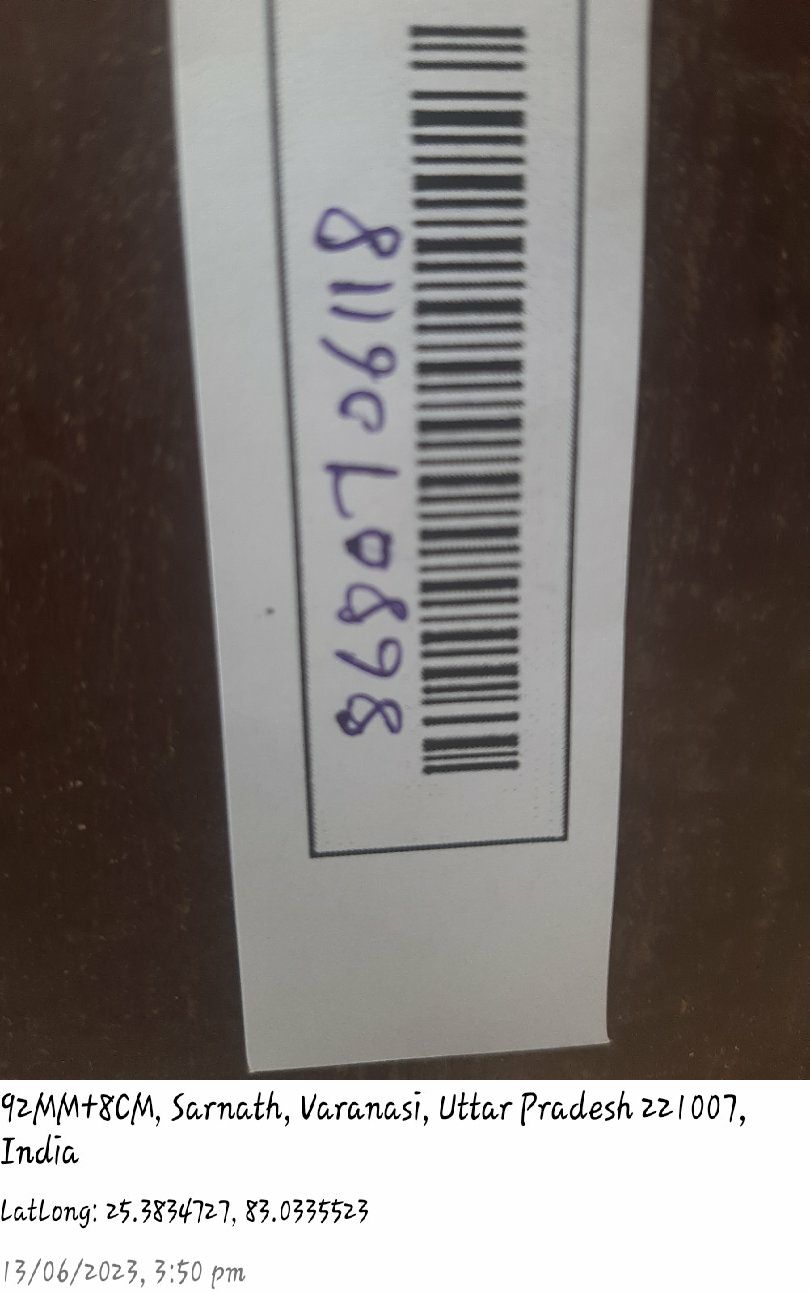 81190L0898
92MM+8CM, Sarnath, Varanasi, Uttar Pradesh 221007,
India
LatLong: 25.3834727, 83.0335523
13/06/2023, 3:50 pm